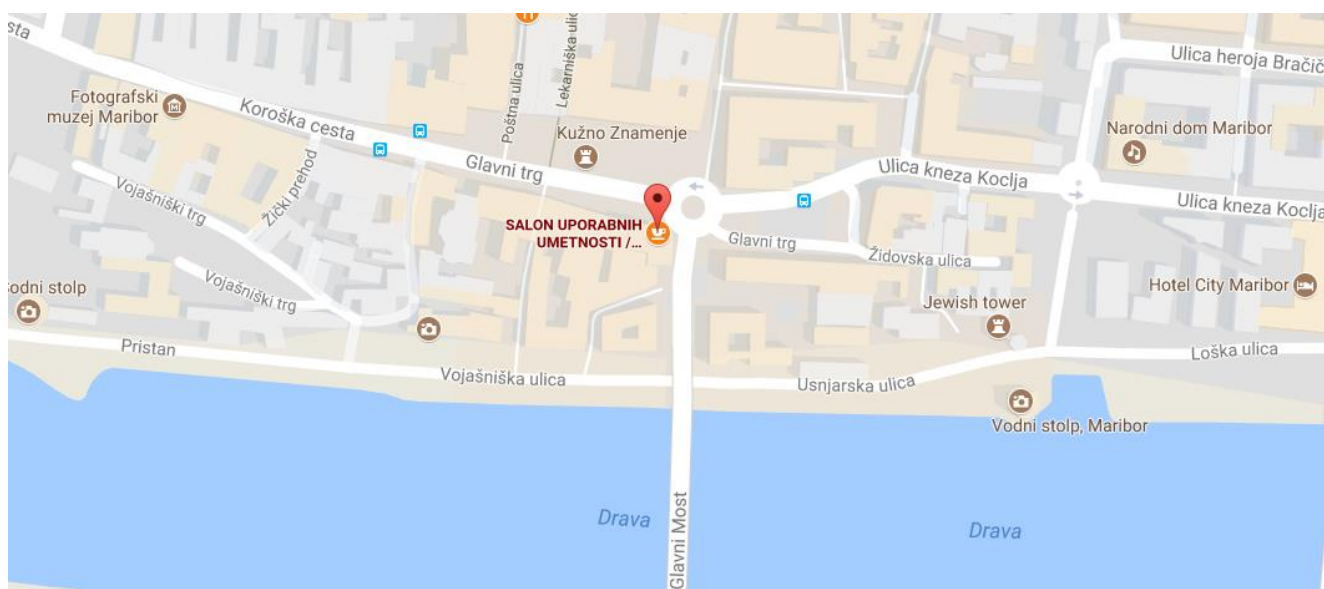 esta
Fotografski
muzej Maribor
Koroška cesta
Poštna ulica
Lekarniška ulic
Kužno Znamenje
Glavni trg
Vojašniški trg
Žički prehod
SALON UPORABNIH
UMETNOSTI /...
Ulica heroja Bračič
Narodni dom Maribor
Ulica kneza Koclja
Ulica kneza Koclja
Glavni trg
Židovska ulica
Vojašniški trg
odni stolp
Hotel City Maribor
Jewish tower
Pristan
Vojašniška ulica
Usnjarska ulica
Loška ulica
Vodni stolp, Maribor
Drava
Glavni Most
Drava